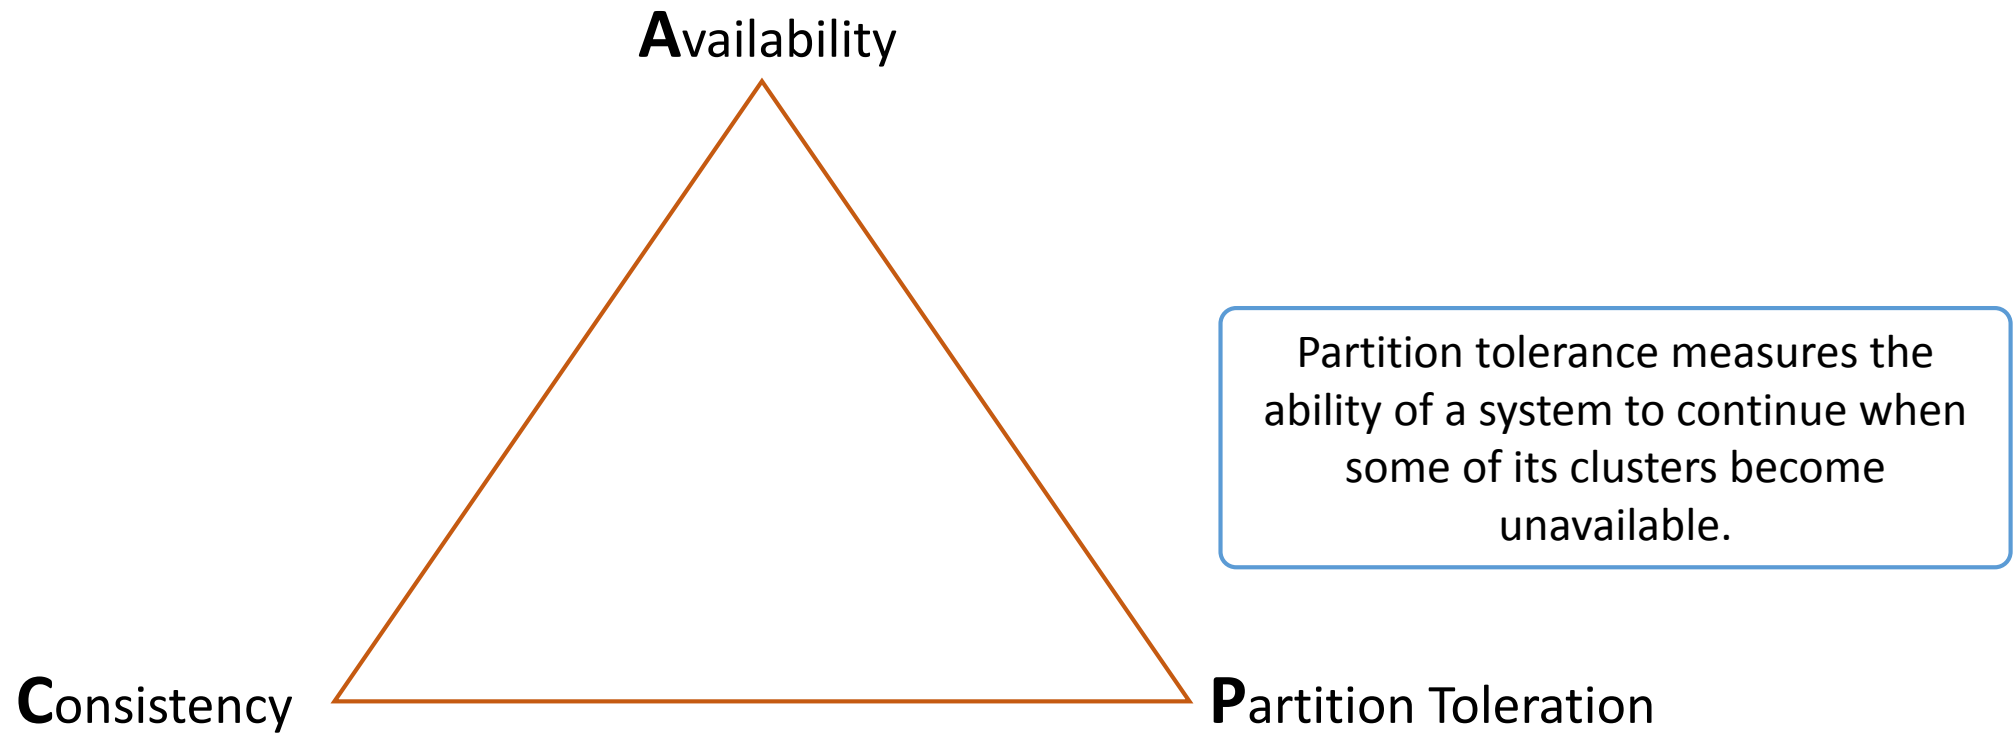 Availability
Partition tolerance measures the
ability of a system to continue when
some of its clusters become
unavailable.
Consistency
Partition Toleration